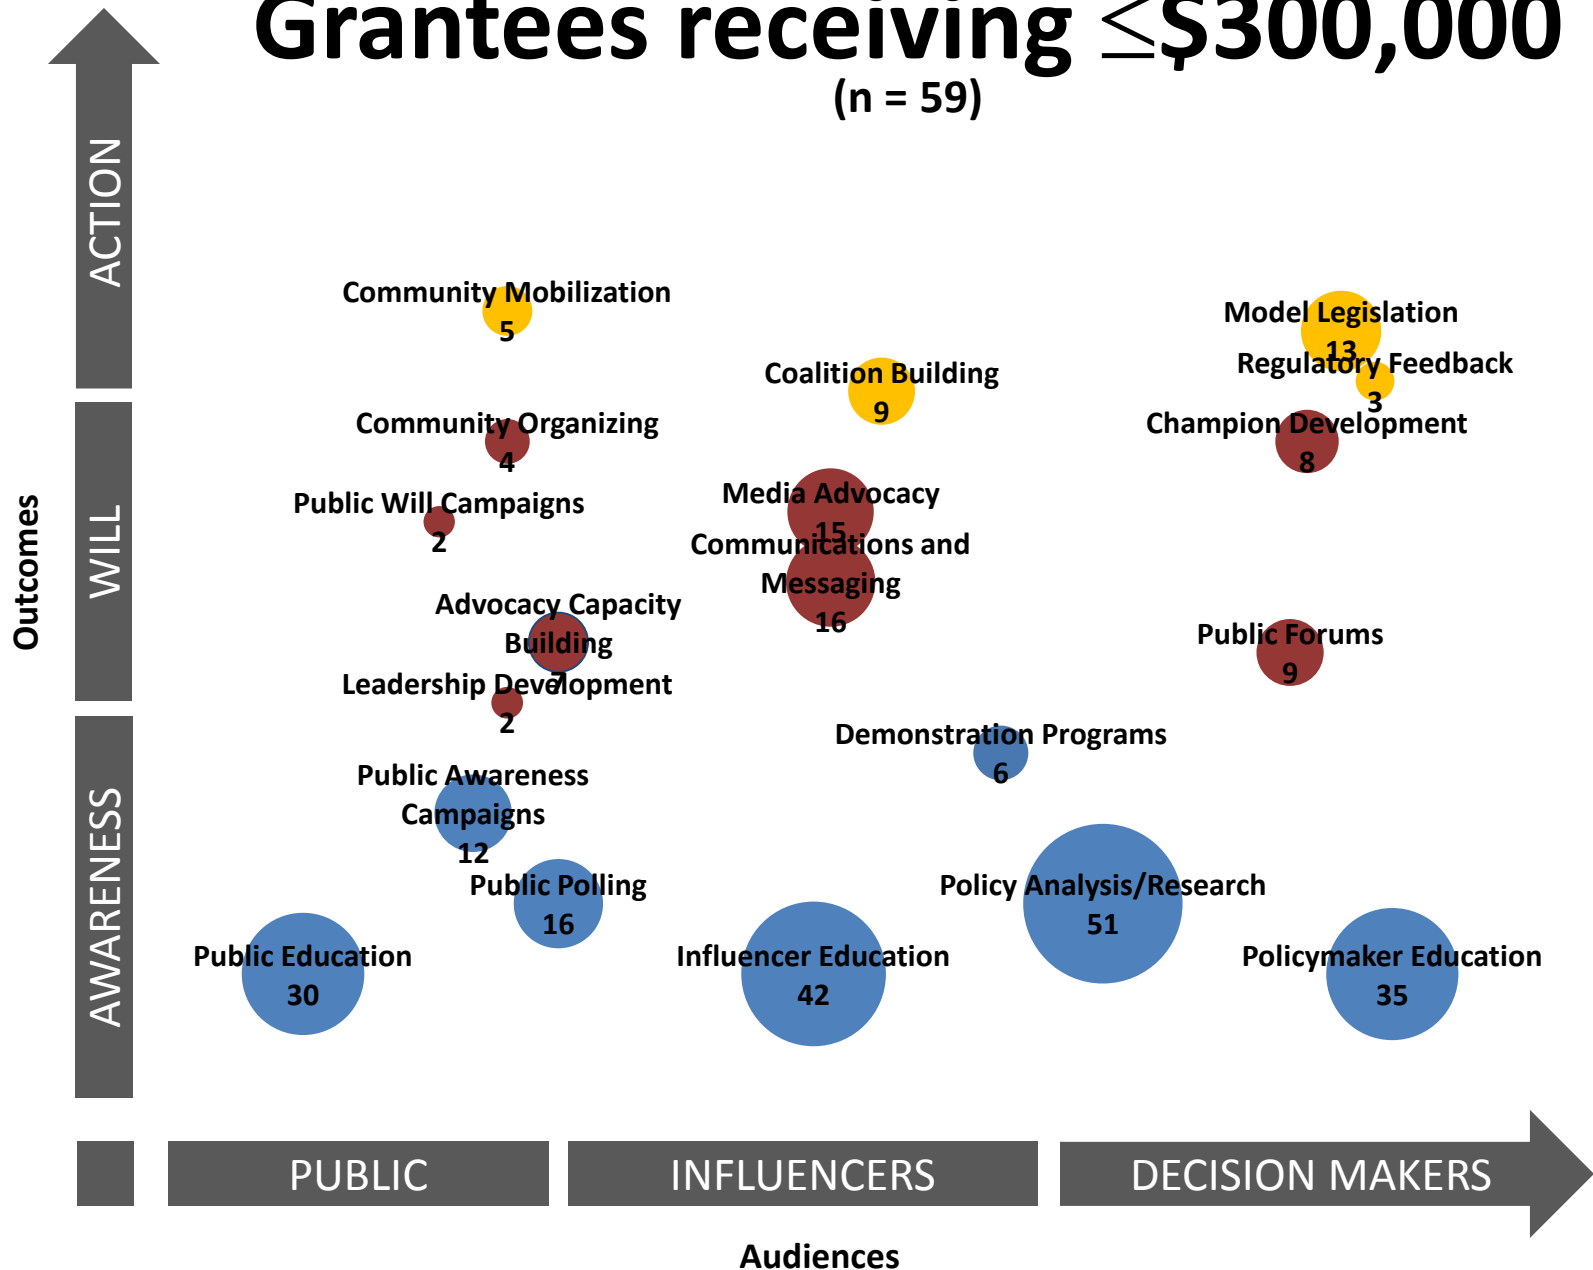 Grantees receiving ≤$300,000
(n = 59)
ACTION
WILL
AWARENESS
Outcomes
Community Mobilization
5
Model Legislation
13
Regulatory Feedback
3
Coalition Building
9
Community Organizing
4
Champion Development
8
Public Will Campaigns
2
Media Advocacy
15
Communications and
Messaging
16
Advocacy Capacity
Building
7
Public Forums
9
Leadership Development
2
Demonstration Programs
6
Public Awareness
Campaigns
12
Public Polling
16
Policy Analysis/Research
51
Public Education
30
Influencer Education
42
Policymaker Education
35
PUBLIC
INFLUENCERS
DECISION MAKERS
Audiences